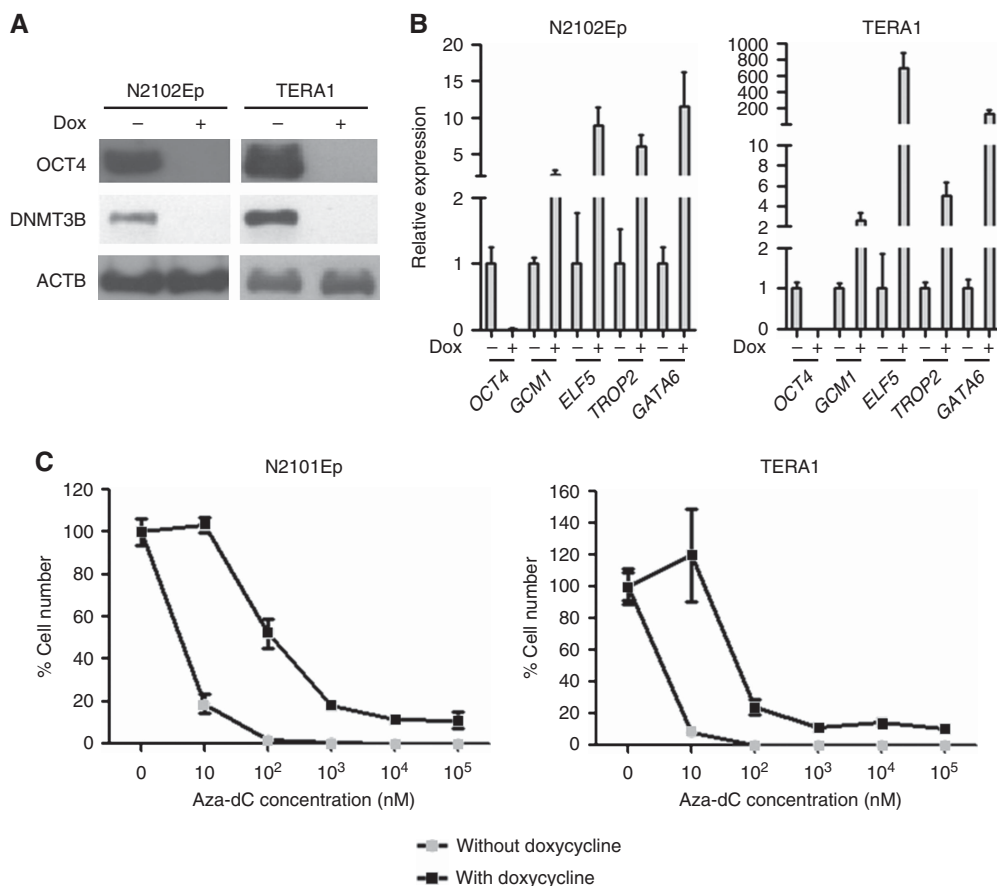 A
N2102Ep TERA1
Dox – + – +
OCT4
DNMT3B
ACTB
B
N2102Ep
Relative expression
20
15
10
5
2
1
0
Dox – + – + – + – + – +
OCT4 GCM1 ELF5 TROP2 GATA6
TERA1
1000
800
600
400
200
10
8
6
4
2
2
1
0
Dox – + – + – + – + – +
OCT4 GCM1 ELF5 TROP2 GATA6
C
N2101Ep
% Cell number
120
100
80
60
40
20
0
0 10 10² 10³ 10⁴ 10⁵
Aza-dC concentration (nM)
TERA1
% Cell number
160
140
120
100
80
60
40
20
0
0 10 10² 10³ 10⁴ 10⁵
Aza-dC concentration (nM)
Without doxycycline
With doxycycline